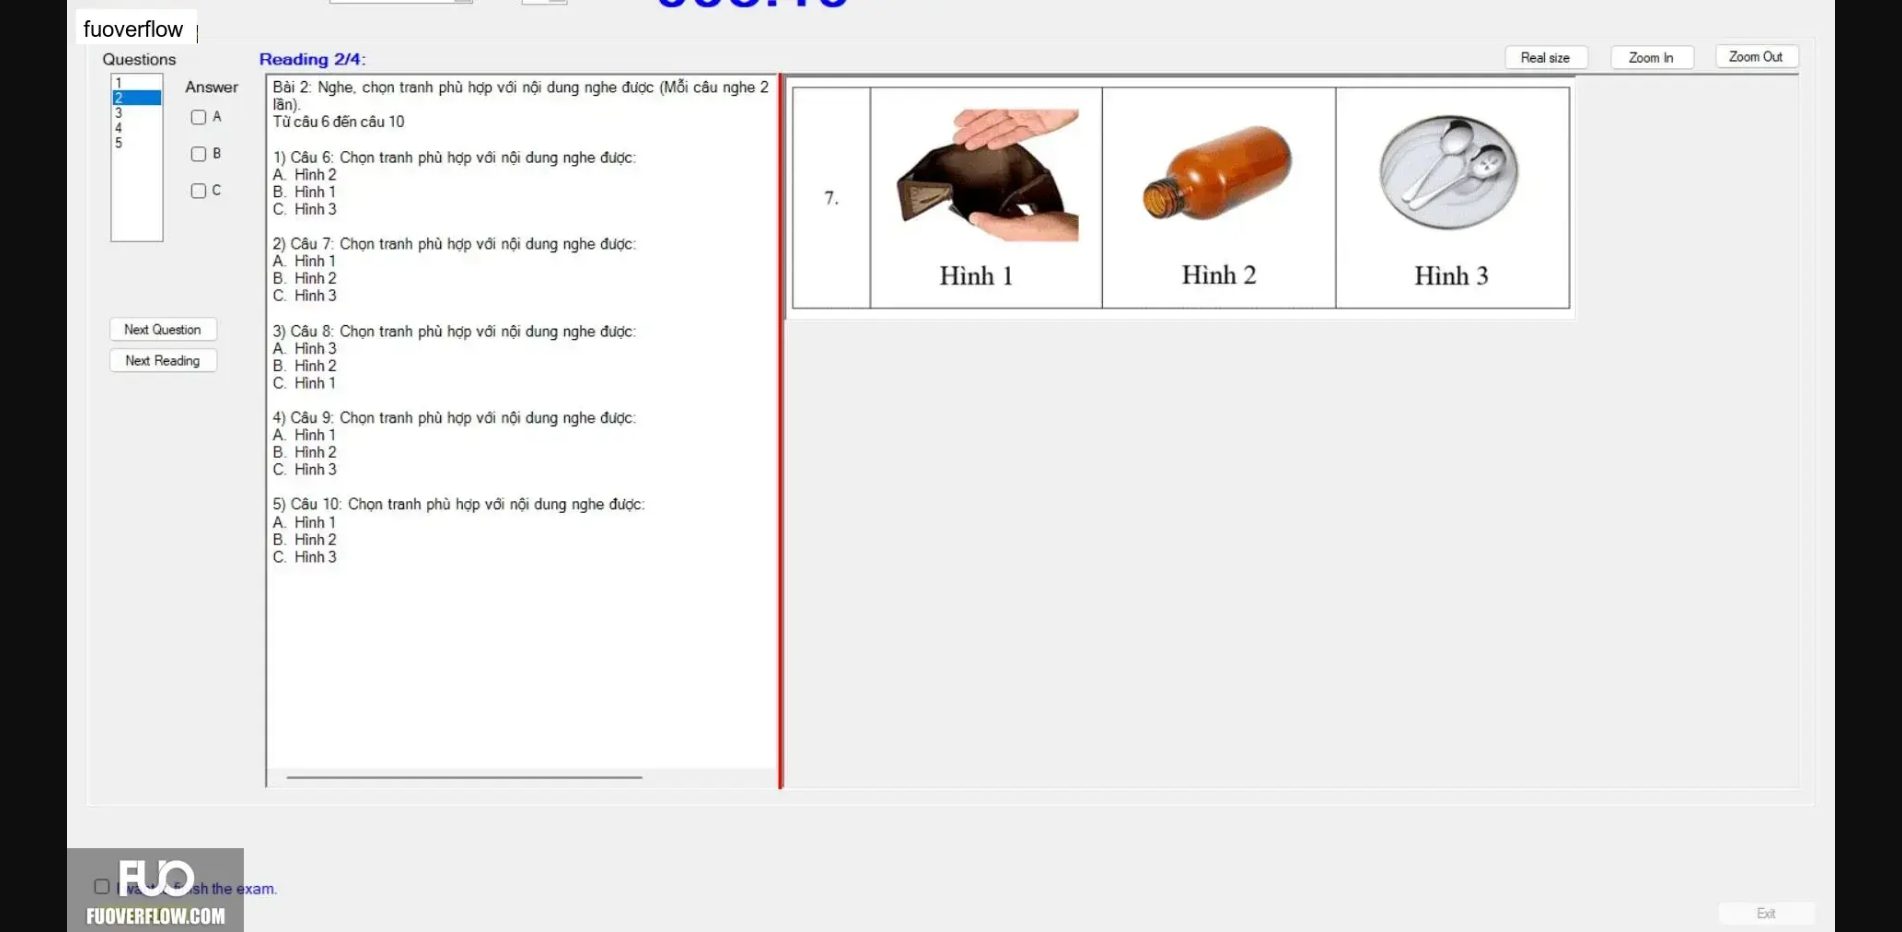 fuoverflow
Questions
Reading 2/4:
Real size
Zoom In
Zoom Out
1
2
3
4
5
Answer
A
B
C
Next Question
Next Reading
Bài 2: Nghe, chọn tranh phù hợp với nội dung nghe được (Mỗi câu nghe 2
lần).
Từ câu 6 đến câu 10
1) Câu 6: Chọn tranh phù hợp với nội dung nghe được:
A. Hình 2
B. Hình 1
C. Hình 3
2) Câu 7: Chọn tranh phù hợp với nội dung nghe được:
A. Hình 1
B. Hình 2
C. Hình 3
3) Câu 8: Chọn tranh phù hợp với nội dung nghe được:
A. Hình 3
B. Hình 2
C. Hình 1
4) Câu 9: Chọn tranh phù hợp với nội dung nghe được:
A. Hình 1
B. Hình 2
C. Hình 3
5) Câu 10: Chọn tranh phù hợp với nội dung nghe được:
A. Hình 1
B. Hình 2
C. Hình 3
7.
Hình 1
Hình 2
Hình 3
FUO
the exam.
FUOVERFLOW.COM
Exit